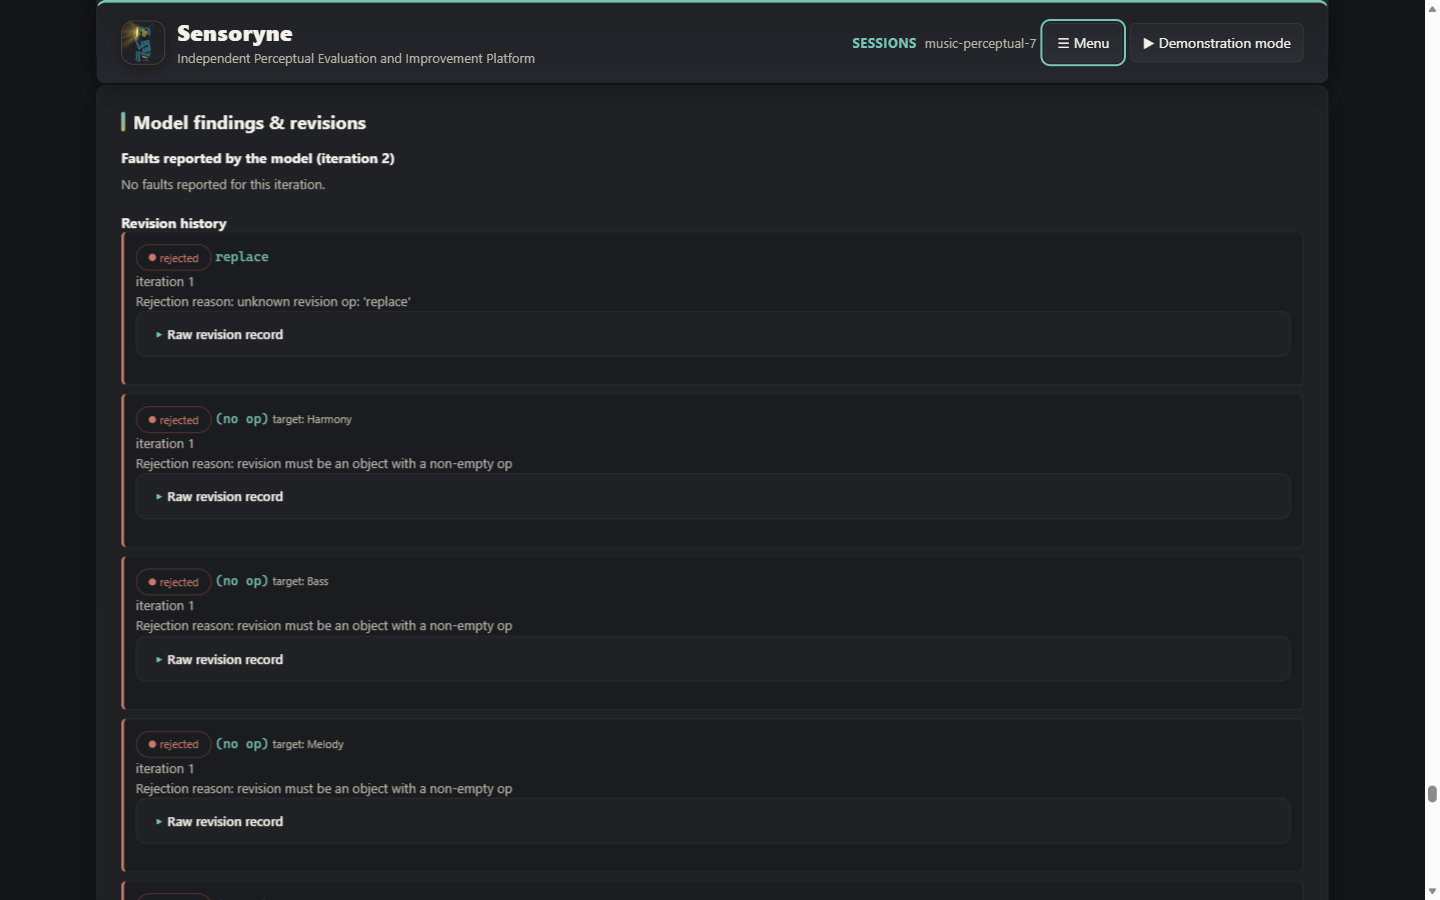 Sensoryne
Independent Perceptual Evaluation and Improvement Platform
SESSIONS music-perceptual-7
☰ Menu
▶ Demonstration mode
Model findings & revisions
Faults reported by the model (iteration 2)
No faults reported for this iteration.
Revision history
rejected replace
iteration 1
Rejection reason: unknown revision op: 'replace'
▸ Raw revision record
rejected (no op) target: Harmony
iteration 1
Rejection reason: revision must be an object with a non-empty op
▸ Raw revision record
rejected (no op) target: Bass
iteration 1
Rejection reason: revision must be an object with a non-empty op
▸ Raw revision record
rejected (no op) target: Melody
iteration 1
Rejection reason: revision must be an object with a non-empty op
▸ Raw revision record